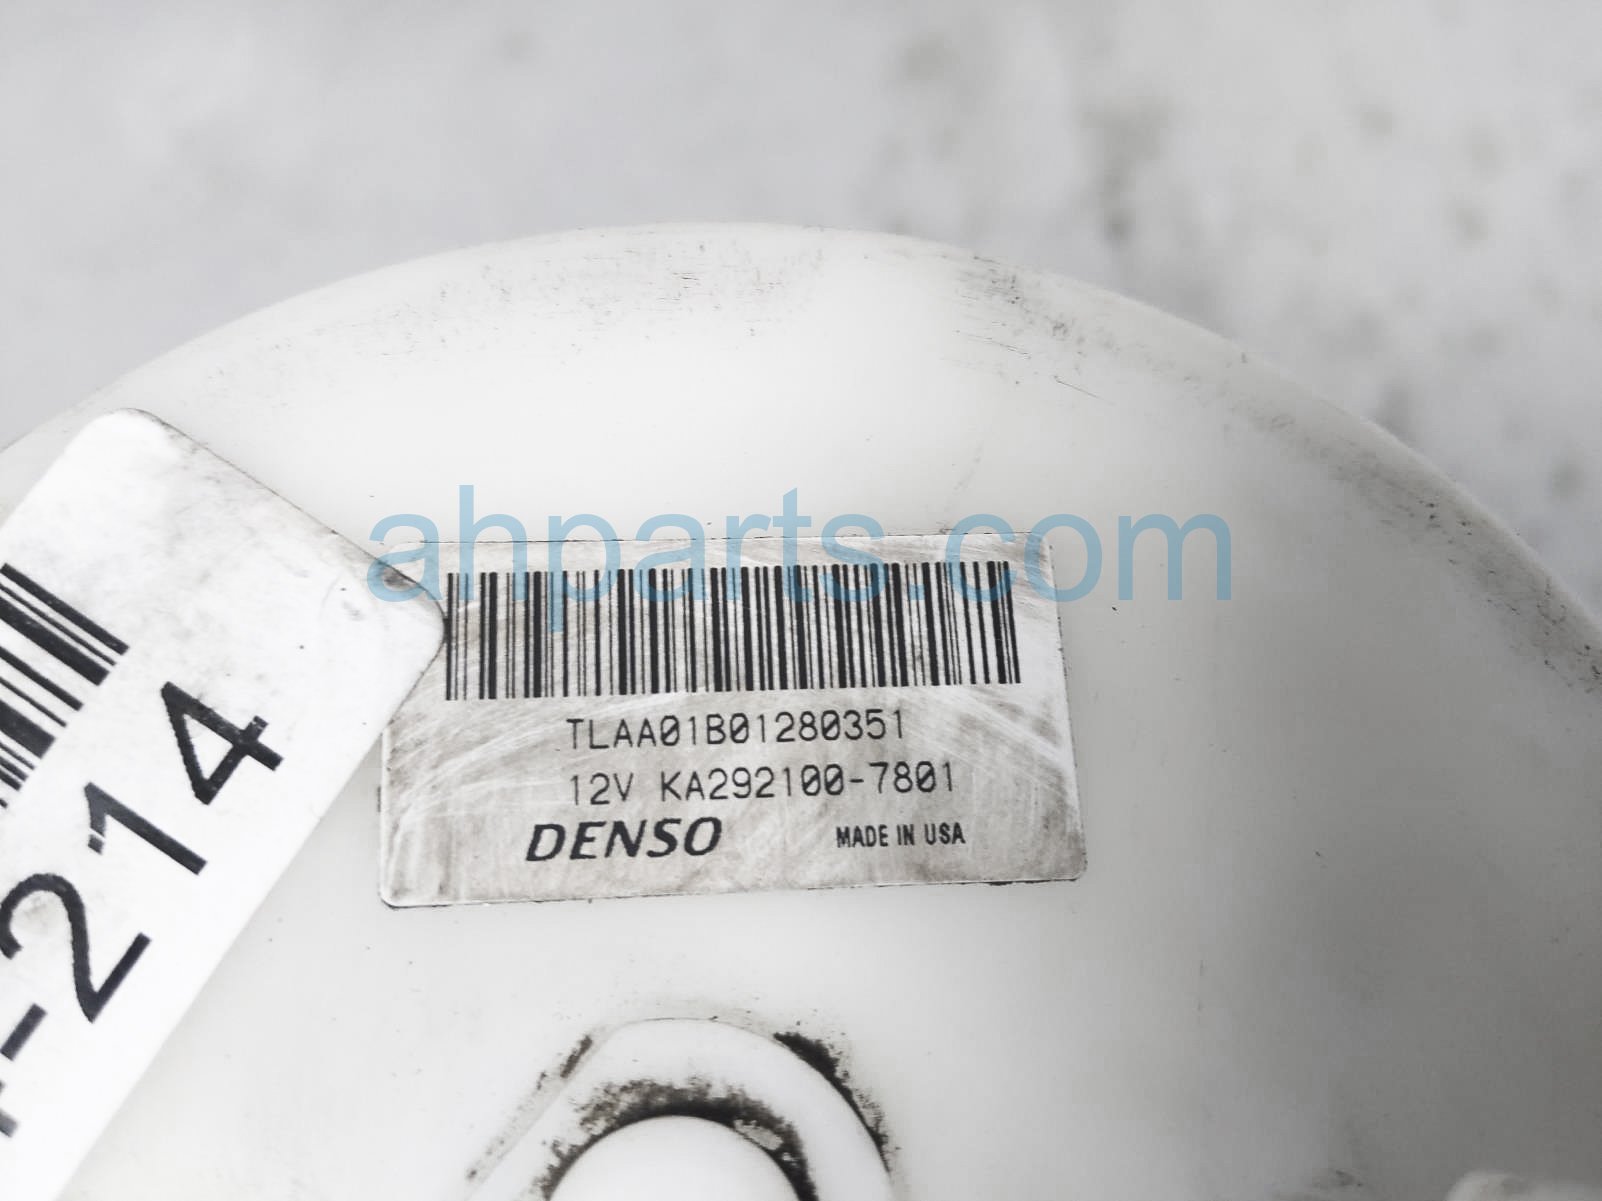 ahparts.com
TLAA01B01280351
12V KA292100-7801
DENSO MADE IN USA
-214